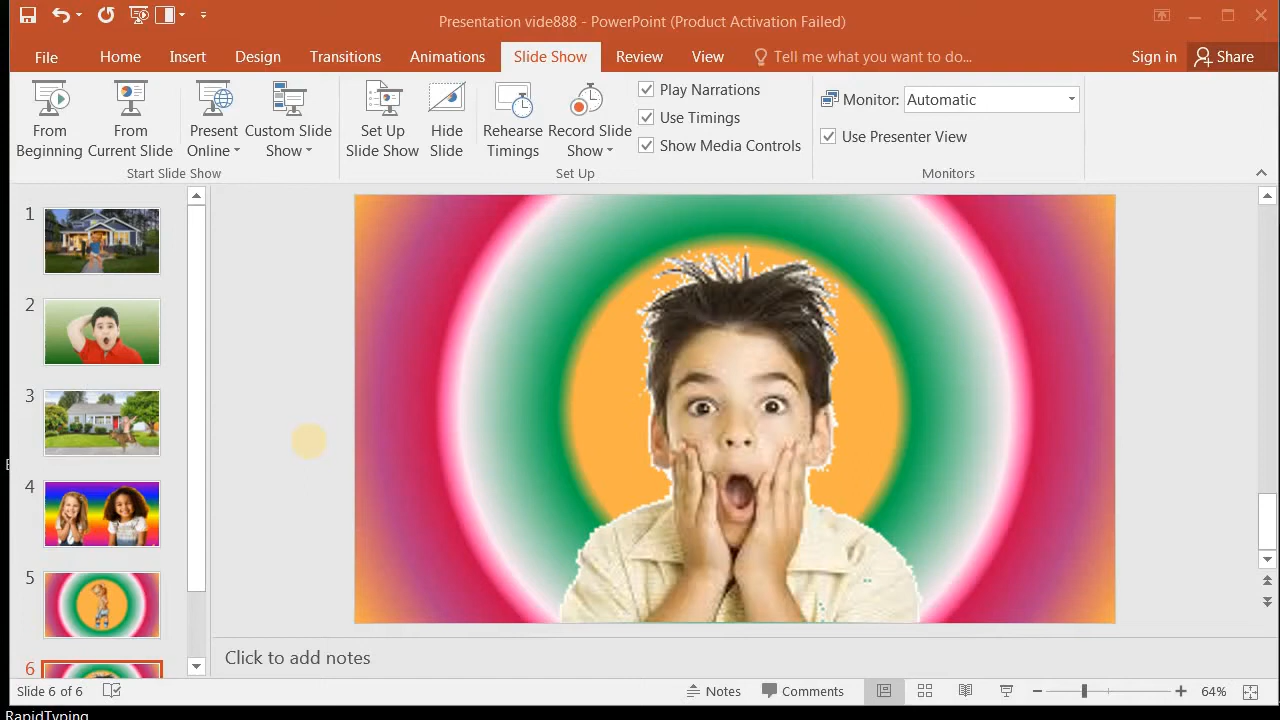 Presentation vide888 - PowerPoint (Product Activation Failed)
File Home Insert Design Transitions Animations Slide Show Review View Tell me what you want to do... Sign in Share
From Beginning
From Current Slide
Present Online
Custom Slide Show
Set Up Slide Show
Hide Slide
Rehearse Timings
Record Slide Show
Play Narrations
Use Timings
Show Media Controls
Monitor: Automatic
Use Presenter View
Start Slide Show Set Up Monitors
1
2
3
4
5
6
Click to add notes
Slide 6 of 6 Notes Comments 64%
RapidTyping